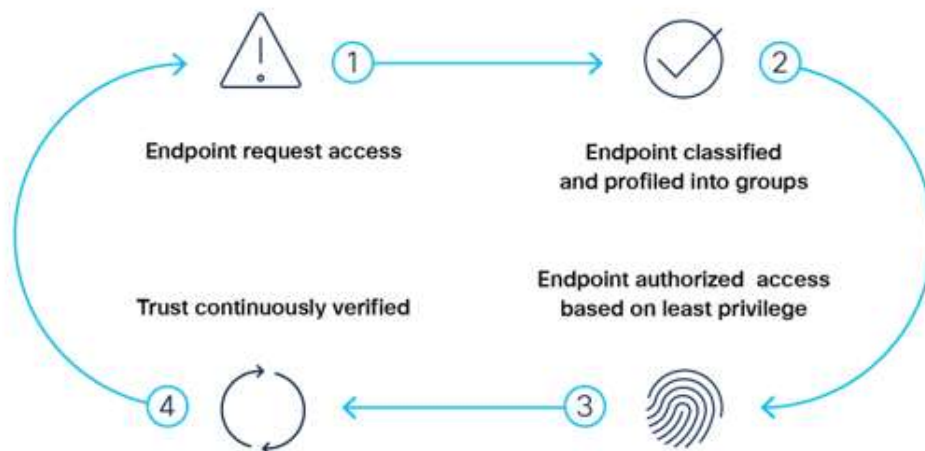 1
2
Endpoint request access
Endpoint classified
and profiled into groups
Endpoint authorized access
based on least privilege
Trust continuously verified
4
3